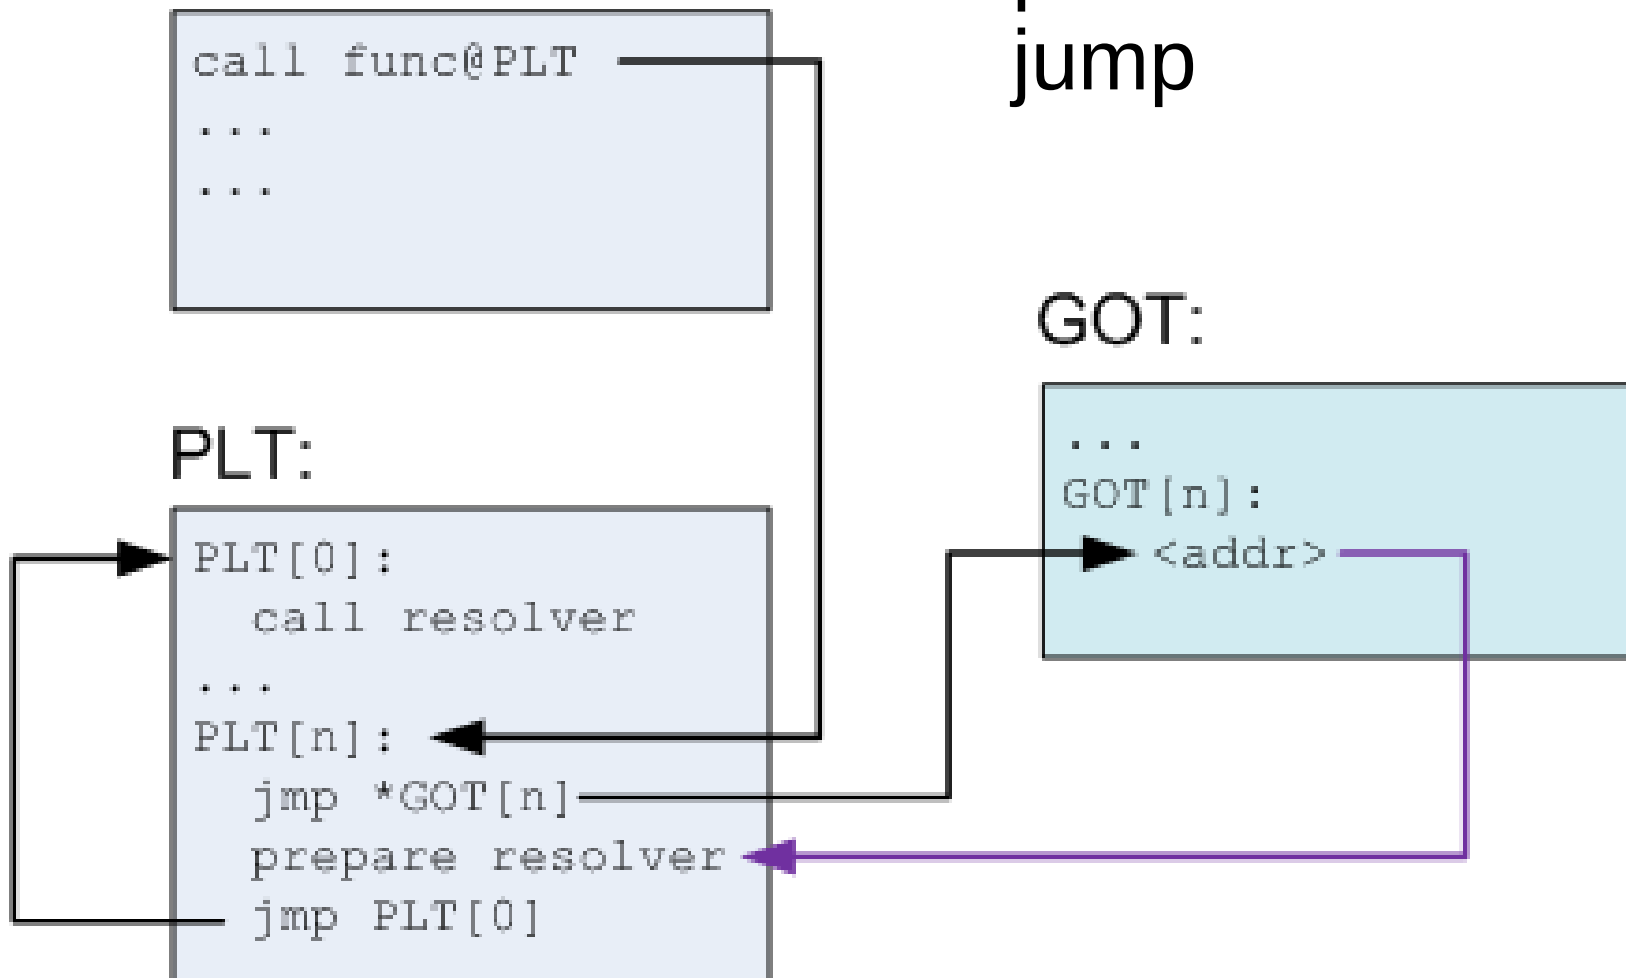 call func@PLT
...
...
jump
PLT:
PLT[0]:
call resolver
...
PLT[n]:
jmp *GOT[n]
prepare resolver
jmp PLT[0]
GOT:
...
GOT[n]:
<addr>